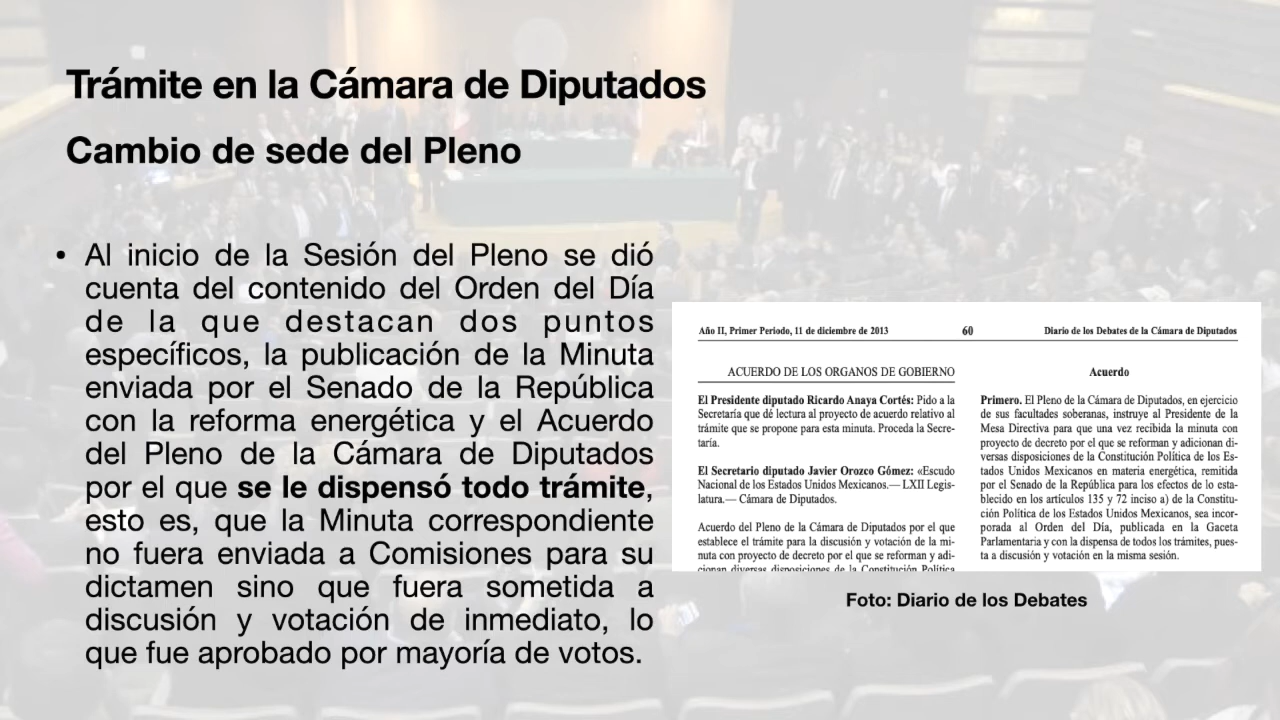 Trámite en la Cámara de Diputados
Cambio de sede del Pleno
• Al inicio de la Sesión del Pleno se dió
cuenta del contenido del Orden del Día
de la que destacan dos puntos
específicos, la publicación de la Minuta
enviada por el Senado de la República
con la reforma energética y el Acuerdo
del Pleno de la Cámara de Diputados
por el que se le dispensó todo trámite,
esto es, que la Minuta correspondiente
no fuera enviada a Comisiones para su
dictamen sino que fuera sometida a
discusión y votación de inmediato, lo
que fue aprobado por mayoría de votos.
Año II, Primer Periodo, 11 de diciembre de 2013 60 Diario de los Debates de la Cámara de Diputados
ACUERDO DE LOS ORGANOS DE GOBIERNO
El Presidente diputado Ricardo Anaya Cortés: Pido a la
Secretaría que dé lectura al proyecto de acuerdo relativo al
trámite que se propone para esta minuta. Proceda la Secre-
taría.
El Secretario diputado Javier Orozco Gómez: «Escudo
Nacional de los Estados Unidos Mexicanos.— LXII Legis-
latura.— Cámara de Diputados.
Acuerdo del Pleno de la Cámara de Diputados por el que
establece el trámite para la discusión y votación de la mi-
nuta con proyecto de decreto por el que se reforman y adi-
cionan diversas disposiciones de la Constitución Política
Acuerdo
Primero. El Pleno de la Cámara de Diputados, en ejercicio
de sus facultades soberanas, instruye al Presidente de la
Mesa Directiva para que una vez recibida la minuta con
proyecto de decreto por el que se reforman y adicionan di-
versas disposiciones de la Constitución Política de los Es-
tados Unidos Mexicanos en materia energética, remitida
por el Senado de la República para los efectos de lo esta-
blecido en los artículos 135 y 72 inciso a) de la Constitu-
ción Política de los Estados Unidos Mexicanos, sea incor-
porada al Orden del Día, publicada en la Gaceta
Parlamentaria y con la dispensa de todos los trámites, pues-
ta a discusión y votación en la misma sesión.
Foto: Diario de los Debates